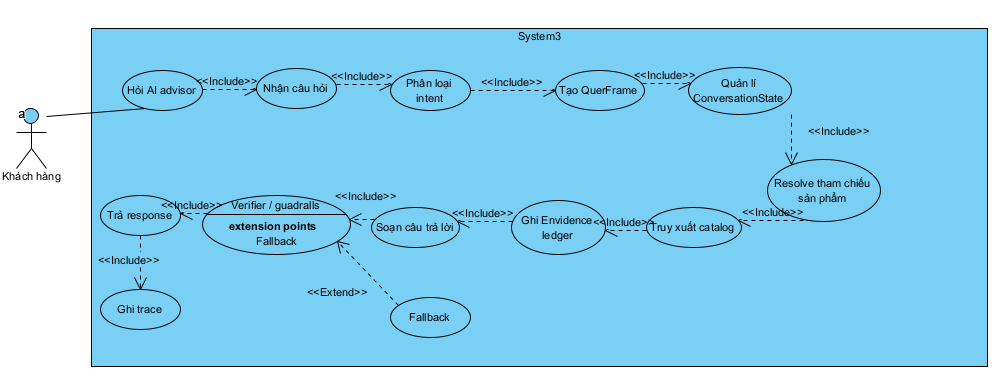 System3
Hỏi AI advisor
<<Include>>
Nhận câu hỏi
<<Include>>
Phân loại
intent
<<Include>>
Tạo QuerFrame
<<Include>>
Quản lí
ConversationState
a
Khách hàng
<<Include>>
Resolve tham chiếu
sản phẩm
<<Include>>
Truy xuất catalog
<<Include>>
Ghi Envidence
ledger
<<Include>>
Soạn câu trả lời
<<Include>>
Verifier / guadralls
extension points
Fallback
<<Include>>
Trả response
<<Include>>
Ghi trace
<<Extend>>
Fallback